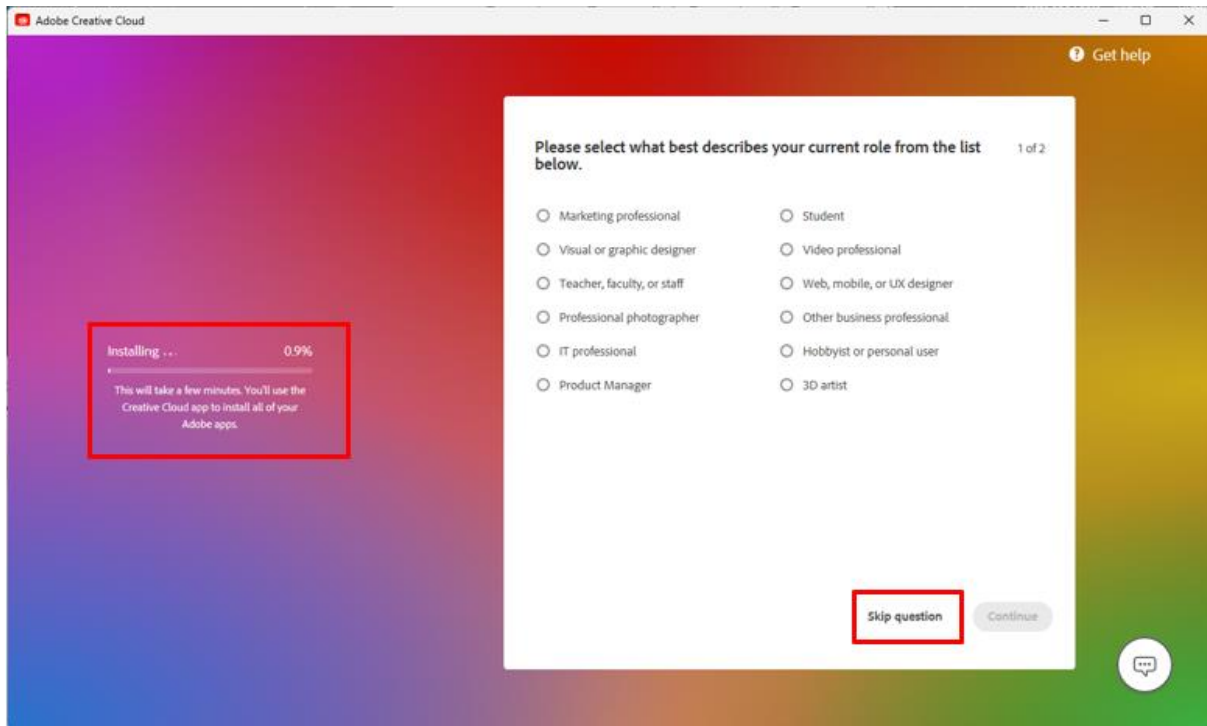 Adobe Creative Cloud
Get help
Please select what best describes your current role from the list
below.
1 of 2
Marketing professional
Student
Visual or graphic designer
Video professional
Teacher, faculty, or staff
Web, mobile, or UX designer
Professional photographer
Other business professional
IT professional
Hobbyist or personal user
Product Manager
3D artist
Installing ...
0.9%
This will take a few minutes. You'll use the
Creative Cloud app to install all of your
Adobe apps.
Skip question
Continue